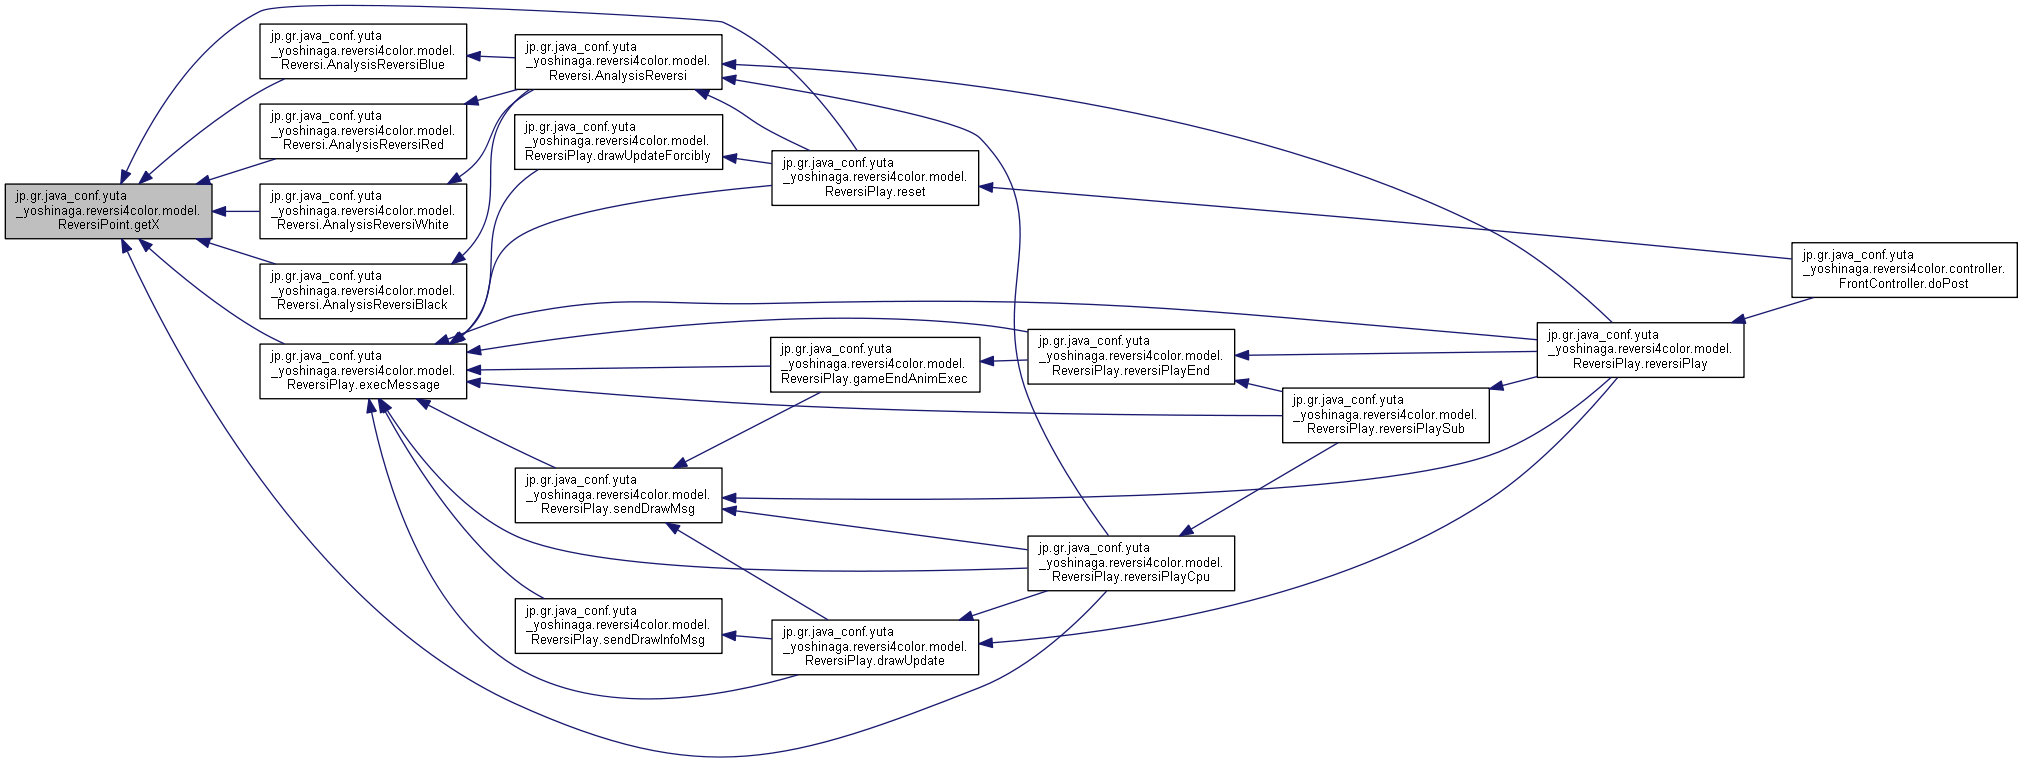 jp.gr.java_conf.yuta
_yoshinaga.reversi4color.model.
ReversiPoint.getX
jp.gr.java_conf.yuta
_yoshinaga.reversi4color.model.
Reversi.AnalysisReversiBlue
jp.gr.java_conf.yuta
_yoshinaga.reversi4color.model.
Reversi.AnalysisReversiRed
jp.gr.java_conf.yuta
_yoshinaga.reversi4color.model.
Reversi.AnalysisReversiWhite
jp.gr.java_conf.yuta
_yoshinaga.reversi4color.model.
Reversi.AnalysisReversiBlack
jp.gr.java_conf.yuta
_yoshinaga.reversi4color.model.
ReversiPlay.execMessage
jp.gr.java_conf.yuta
_yoshinaga.reversi4color.model.
Reversi.AnalysisReversi
jp.gr.java_conf.yuta
_yoshinaga.reversi4color.model.
ReversiPlay.drawUpdateForcibly
jp.gr.java_conf.yuta
_yoshinaga.reversi4color.model.
ReversiPlay.sendDrawMsg
jp.gr.java_conf.yuta
_yoshinaga.reversi4color.model.
ReversiPlay.sendDrawInfoMsg
jp.gr.java_conf.yuta
_yoshinaga.reversi4color.model.
ReversiPlay.reset
jp.gr.java_conf.yuta
_yoshinaga.reversi4color.model.
ReversiPlay.gameEndAnimExec
jp.gr.java_conf.yuta
_yoshinaga.reversi4color.model.
ReversiPlay.drawUpdate
jp.gr.java_conf.yuta
_yoshinaga.reversi4color.model.
ReversiPlay.reversiPlayEnd
jp.gr.java_conf.yuta
_yoshinaga.reversi4color.model.
ReversiPlay.reversiPlayCpu
jp.gr.java_conf.yuta
_yoshinaga.reversi4color.model.
ReversiPlay.reversiPlaySub
jp.gr.java_conf.yuta
_yoshinaga.reversi4color.model.
ReversiPlay.reversiPlay
jp.gr.java_conf.yuta
_yoshinaga.reversi4color.controller.
FrontController.doPost